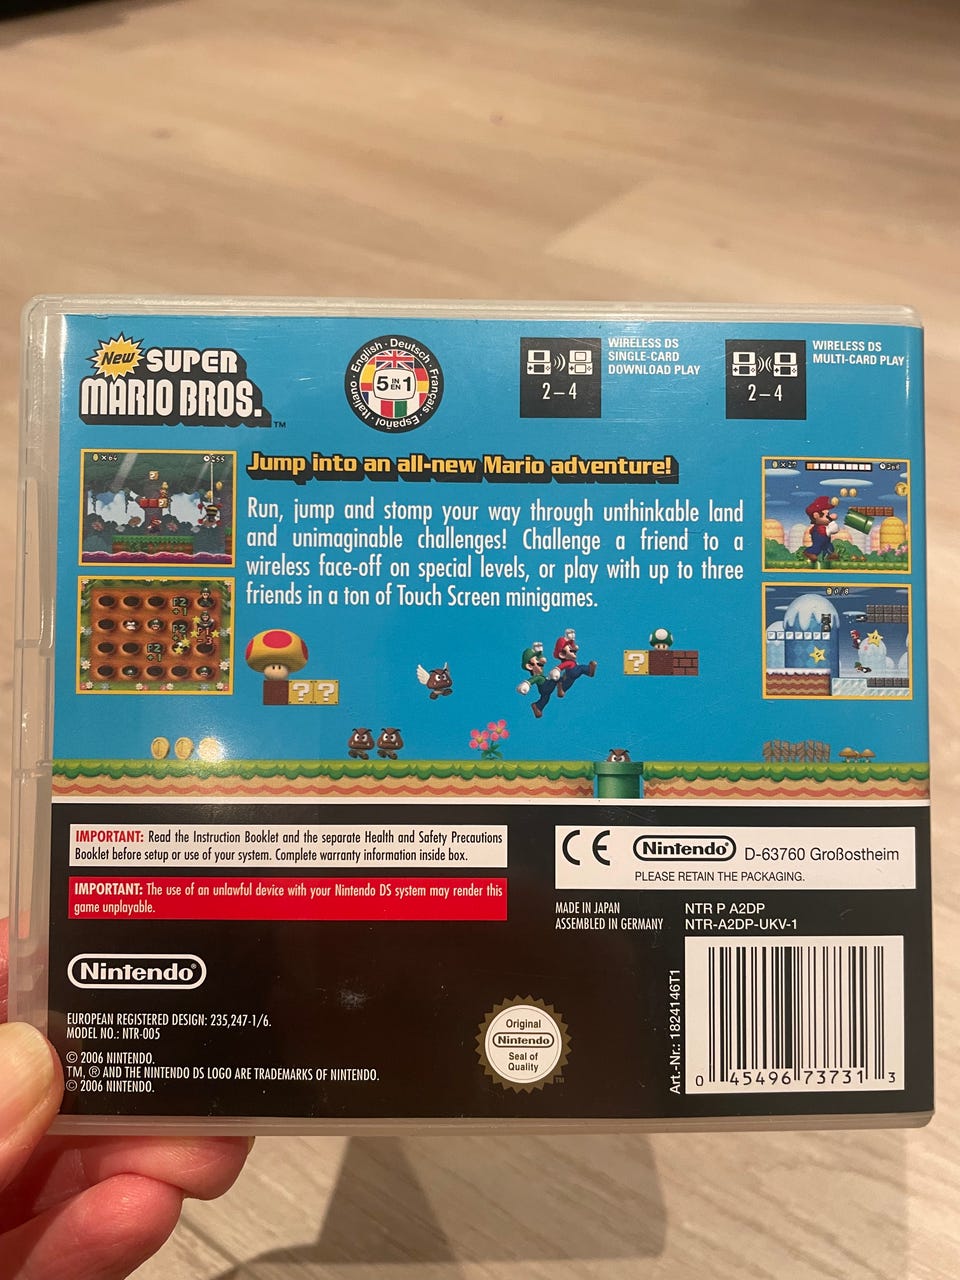 New SUPER
MARIO BROS.™
English · Deutsch · Français · Español · Italiano ·
5 IN EN 1
WIRELESS DS
SINGLE-CARD
DOWNLOAD PLAY
2–4
WIRELESS DS
MULTI-CARD PLAY
2–4
Jump into an all-new Mario adventure!
Run, jump and stomp your way through unthinkable land
and unimaginable challenges! Challenge a friend to a
wireless face-off on special levels, or play with up to three
friends in a ton of Touch Screen minigames.
? ?
?
IMPORTANT: Read the Instruction Booklet and the separate Health and Safety Precautions
Booklet before setup or use of your system. Complete warranty information inside box.
IMPORTANT: The use of an unlawful device with your Nintendo DS system may render this
game unplayable.
CE Nintendo® D-63760 Großostheim
PLEASE RETAIN THE PACKAGING.
MADE IN JAPAN
ASSEMBLED IN GERMANY
NTR P A2DP
NTR-A2DP-UKV-1
Nintendo®
EUROPEAN REGISTERED DESIGN: 235,247-1/6.
MODEL NO.: NTR-005
© 2006 NINTENDO.
TM, ® AND THE NINTENDO DS LOGO ARE TRADEMARKS OF NINTENDO.
© 2006 NINTENDO.
Original
Nintendo®
Seal of
Quality
TM
Art.-Nr.: 1824146T1
0 45496 73731 3